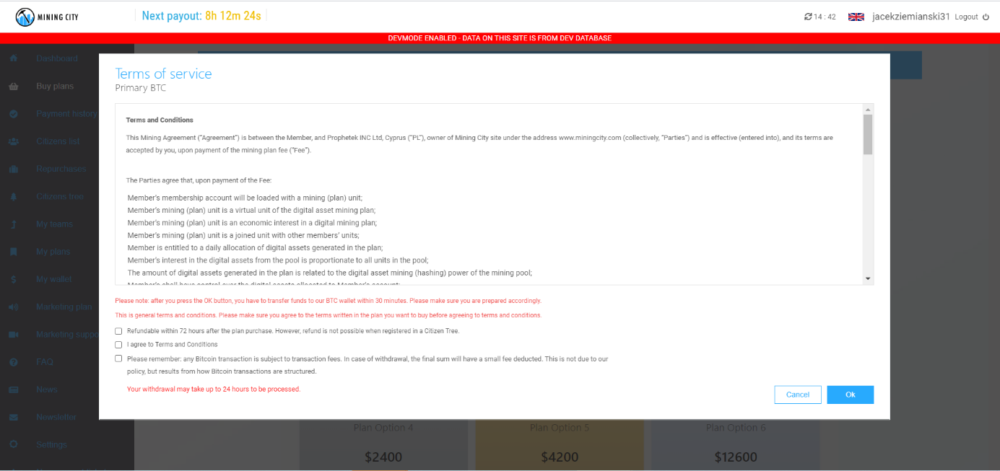 MINING CITY
Next payout: 8h 12m 24s
14 : 42
jacekziemianski31
Logout
DEVMODE ENABLED - DATA ON THIS SITE IS FROM DEV DATABASE
Dashboard
Buy plans
Payment history
Citizens list
Repurchases
Citizens tree
My teams
My plans
My wallet
Marketing plan
Marketing suppo
FAQ
News
Newsletter
Settings
Terms of service
Primary BTC
Terms and Conditions
This Mining Agreement ("Agreement") is between the Member, and Prophetek INC Ltd, Cyprus ("PL"), owner of Mining City site under the address www.miningcity.com (collectively, "Parties") and is effective (entered into), and its terms are
accepted by you, upon payment of the mining plan fee ("Fee").
The Parties agree that, upon payment of the Fee:
Member's membership account will be loaded with a mining (plan) unit;
Member's mining (plan) unit is a virtual unit of the digital asset mining plan;
Member's mining (plan) unit is an economic interest in a digital mining plan;
Member's mining (plan) unit is a joined unit with other members' units;
Member is entitled to a daily allocation of digital assets generated in the plan;
Member's interest in the digital assets from the pool is proportionate to all units in the pool;
The amount of digital assets generated in the plan is related to the digital asset mining (hashing) power of the mining pool;
Member's shall have control over the digital assets allocated to Member's account;
Please note: after you press the OK button, you have to transfer funds to our BTC wallet within 30 minutes. Please make sure you are prepared accordingly.
This is general terms and conditions. Please make sure you agree to the terms written in the plan you want to buy before agreeing to terms and conditions.
Refundable within 72 hours after the plan purchase. However, refund is not possible when registered in a Citizen Tree.
I agree to Terms and Conditions
Please remember: any Bitcoin transaction is subject to transaction fees. In case of withdrawal, the final sum will have a small fee deducted. This is not due to our
policy, but results from how Bitcoin transactions are structured.
Your withdrawal may take up to 24 hours to be processed.
Cancel
Ok
Plan Option 4
Plan Option 5
Plan Option 6
$2400
$4200
$12600